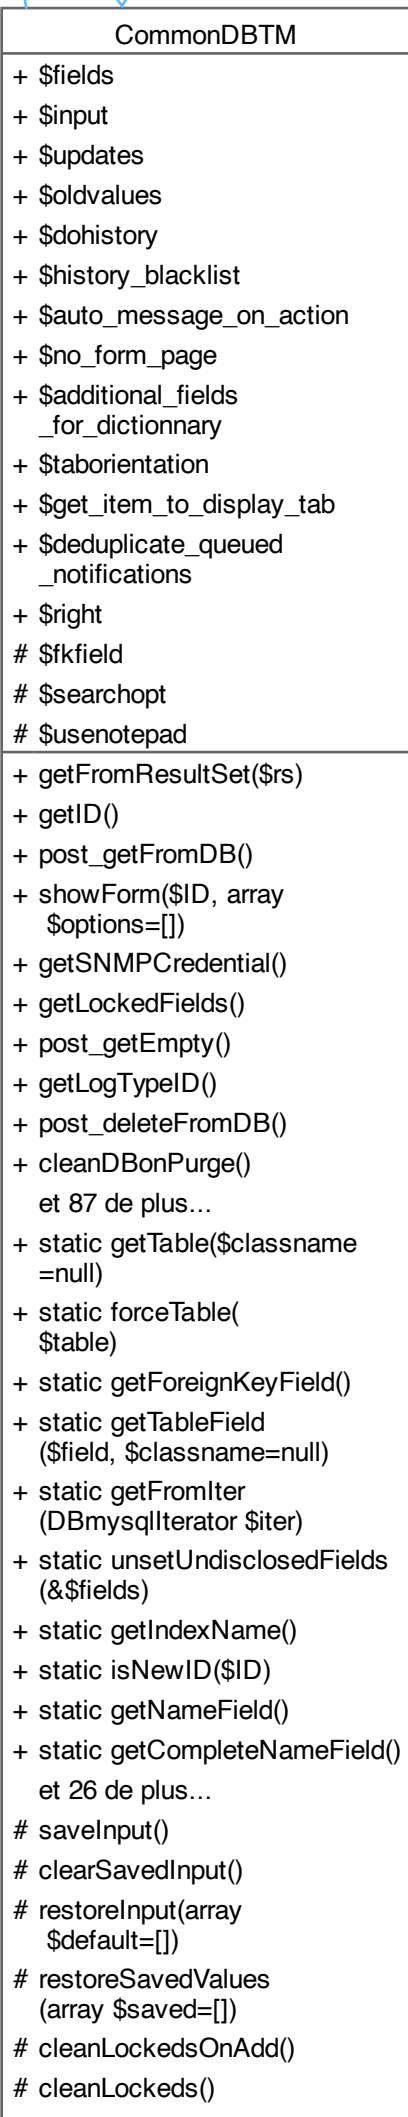 CommonDBTM
+ $fields
+ $input
+ $updates
+ $oldvalues
+ $dohistory
+ $history_blacklist
+ $auto_message_on_action
+ $no_form_page
+ $additional_fields
_for_dictionnary
+ $taborientation
+ $get_item_to_display_tab
+ $deduplicate_queued
_notifications
+ $right
# $fkfield
# $searchopt
# $usenotepad
+ getFromResultSet($rs)
+ getID()
+ post_getFromDB()
+ showForm($ID, array
$options=[])
+ getSNMPCredential()
+ getLockedFields()
+ post_getEmpty()
+ getLogTypeID()
+ post_deleteFromDB()
+ cleanDBonPurge()
et 87 de plus...
+ static getTable($classname
=null)
+ static forceTable(
$table)
+ static getForeignKeyField()
+ static getTableField
($field, $classname=null)
+ static getFromIter
(DBmysqlIterator $iter)
+ static unsetUndisclosedFields
(&$fields)
+ static getIndexName()
+ static isNewID($ID)
+ static getNameField()
+ static getCompleteNameField()
et 26 de plus...
# saveInput()
# clearSavedInput()
# restoreInput(array
$default=[])
# restoreSavedValues
(array $saved=[])
# cleanLockedsOnAdd()
# cleanLockeds()